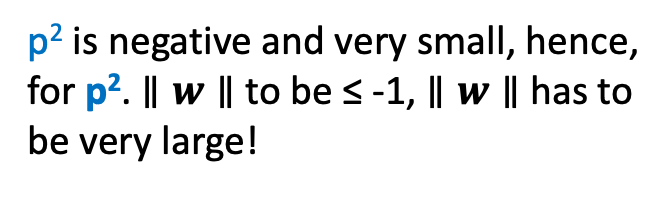 p² is negative and very small, hence,
for p². ‖ w ‖ to be ≤ -1, ‖ w ‖ has to
be very large!